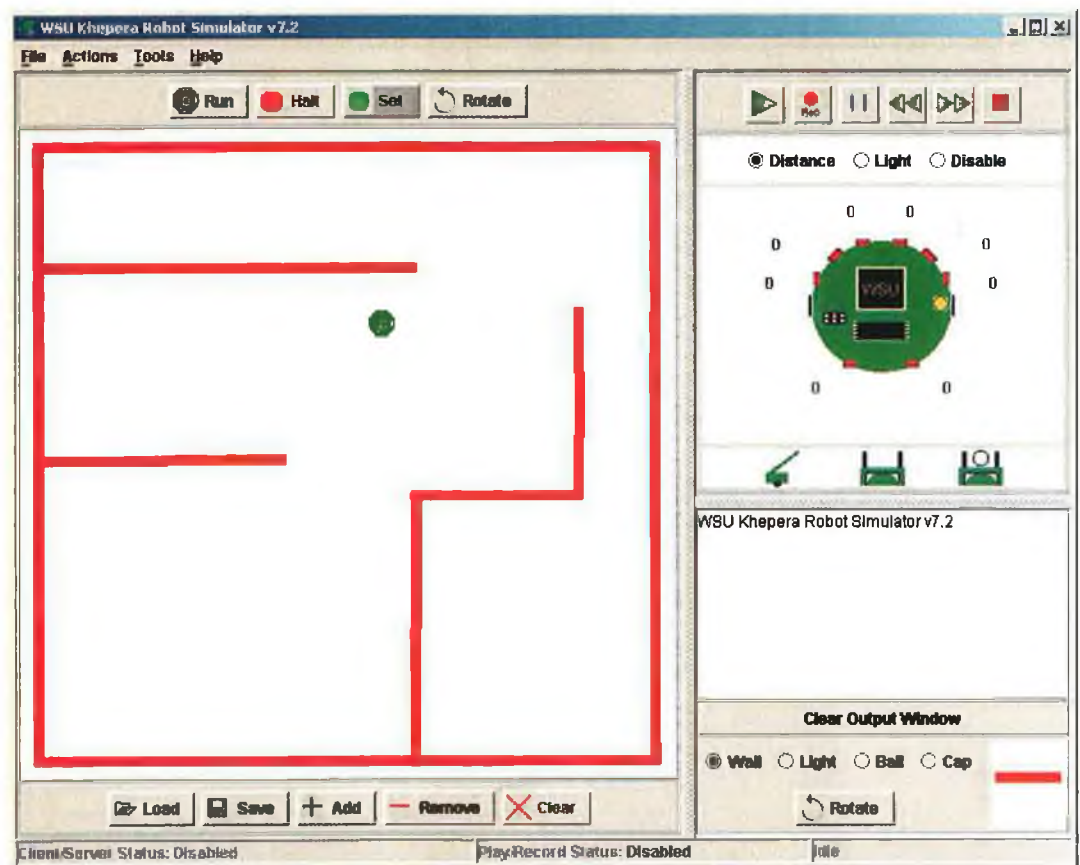 WSU Khepera Robot Simulator v7.2
File Actions Tools Help
Run Halt Set Rotate
Rec
Distance Light Disable
0 0
0 0
0 0
WSU
0 0
WSU Khepera Robot Simulator v7.2
Clear Output Window
Wall Light Ball Cap
Rotate
Load Save Add Remove Clear
Client/Server Status: Disabled Play/Record Status: Disabled Idle